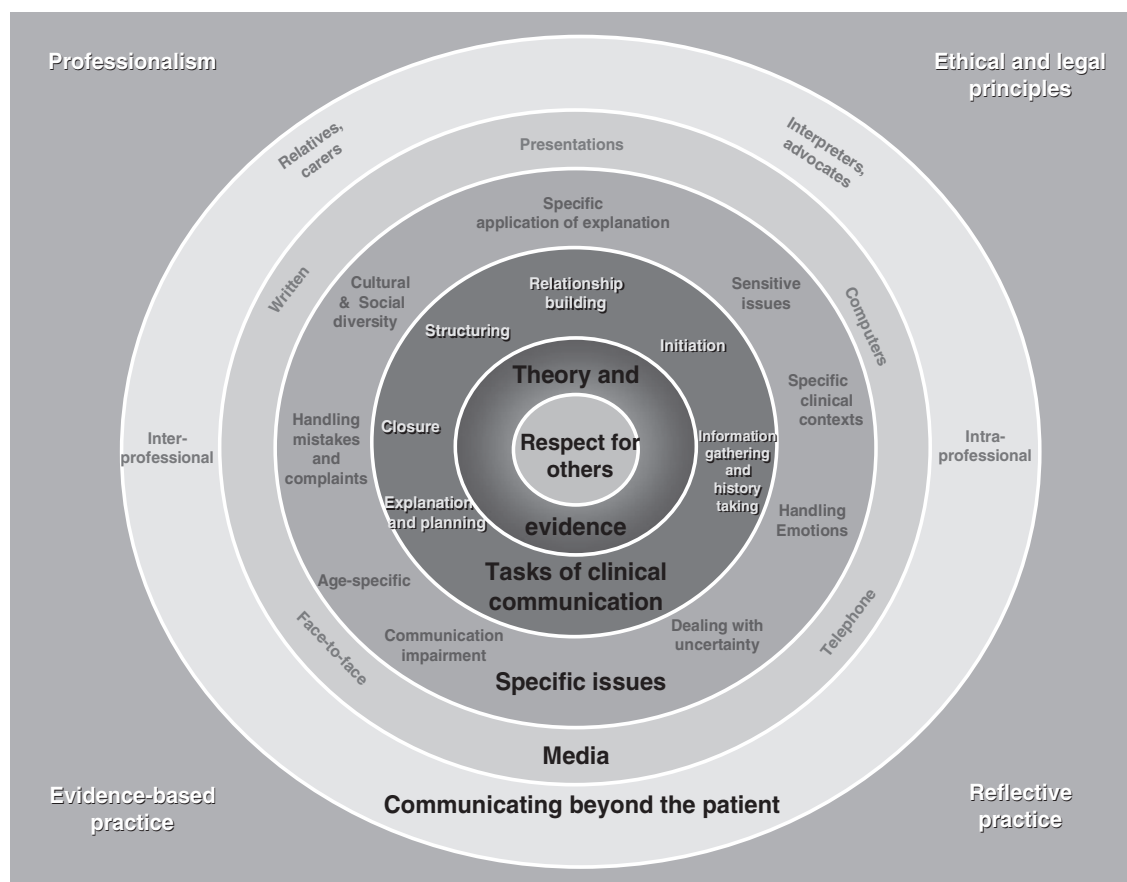 Professionalism
Ethical and legal
principles
Relatives,
carers
Interpreters,
advocates
Presentations
Specific
application of explanation
Written
Cultural
& Social
diversity
Sensitive
issues
Computers
Relationship
building
Structuring
Initiation
Theory and
Specific
clinical
contexts
Handling
mistakes
and
complaints
Closure
Respect for
others
Information
gathering
and
history
taking
Inter-
professional
Intra-
professional
Explanation
and planning
evidence
Handling
Emotions
Tasks of clinical
communication
Age-specific
Face-to-face
Communication
impairment
Dealing with
uncertainty
Telephone
Specific issues
Media
Communicating beyond the patient
Evidence-based
practice
Reflective
practice